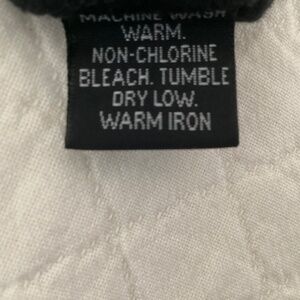 MACHINE WASH
WARM.
NON-CHLORINE
BLEACH. TUMBLE
DRY LOW.
WARM IRON